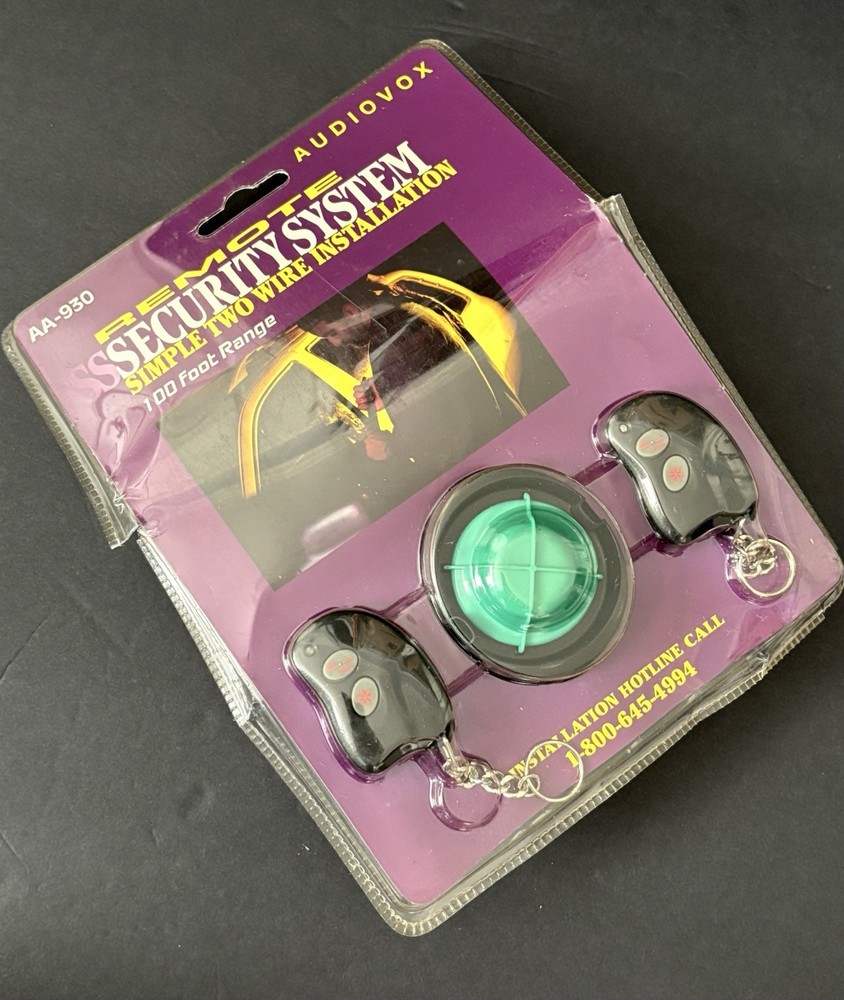 AUDIOVOX
AA-930
REMOTE
SSSECURITY SYSTEM
SIMPLE TWO WIRE INSTALLATION
100 Foot Range
INSTALLATION HOTLINE CALL
1-800-645-4994